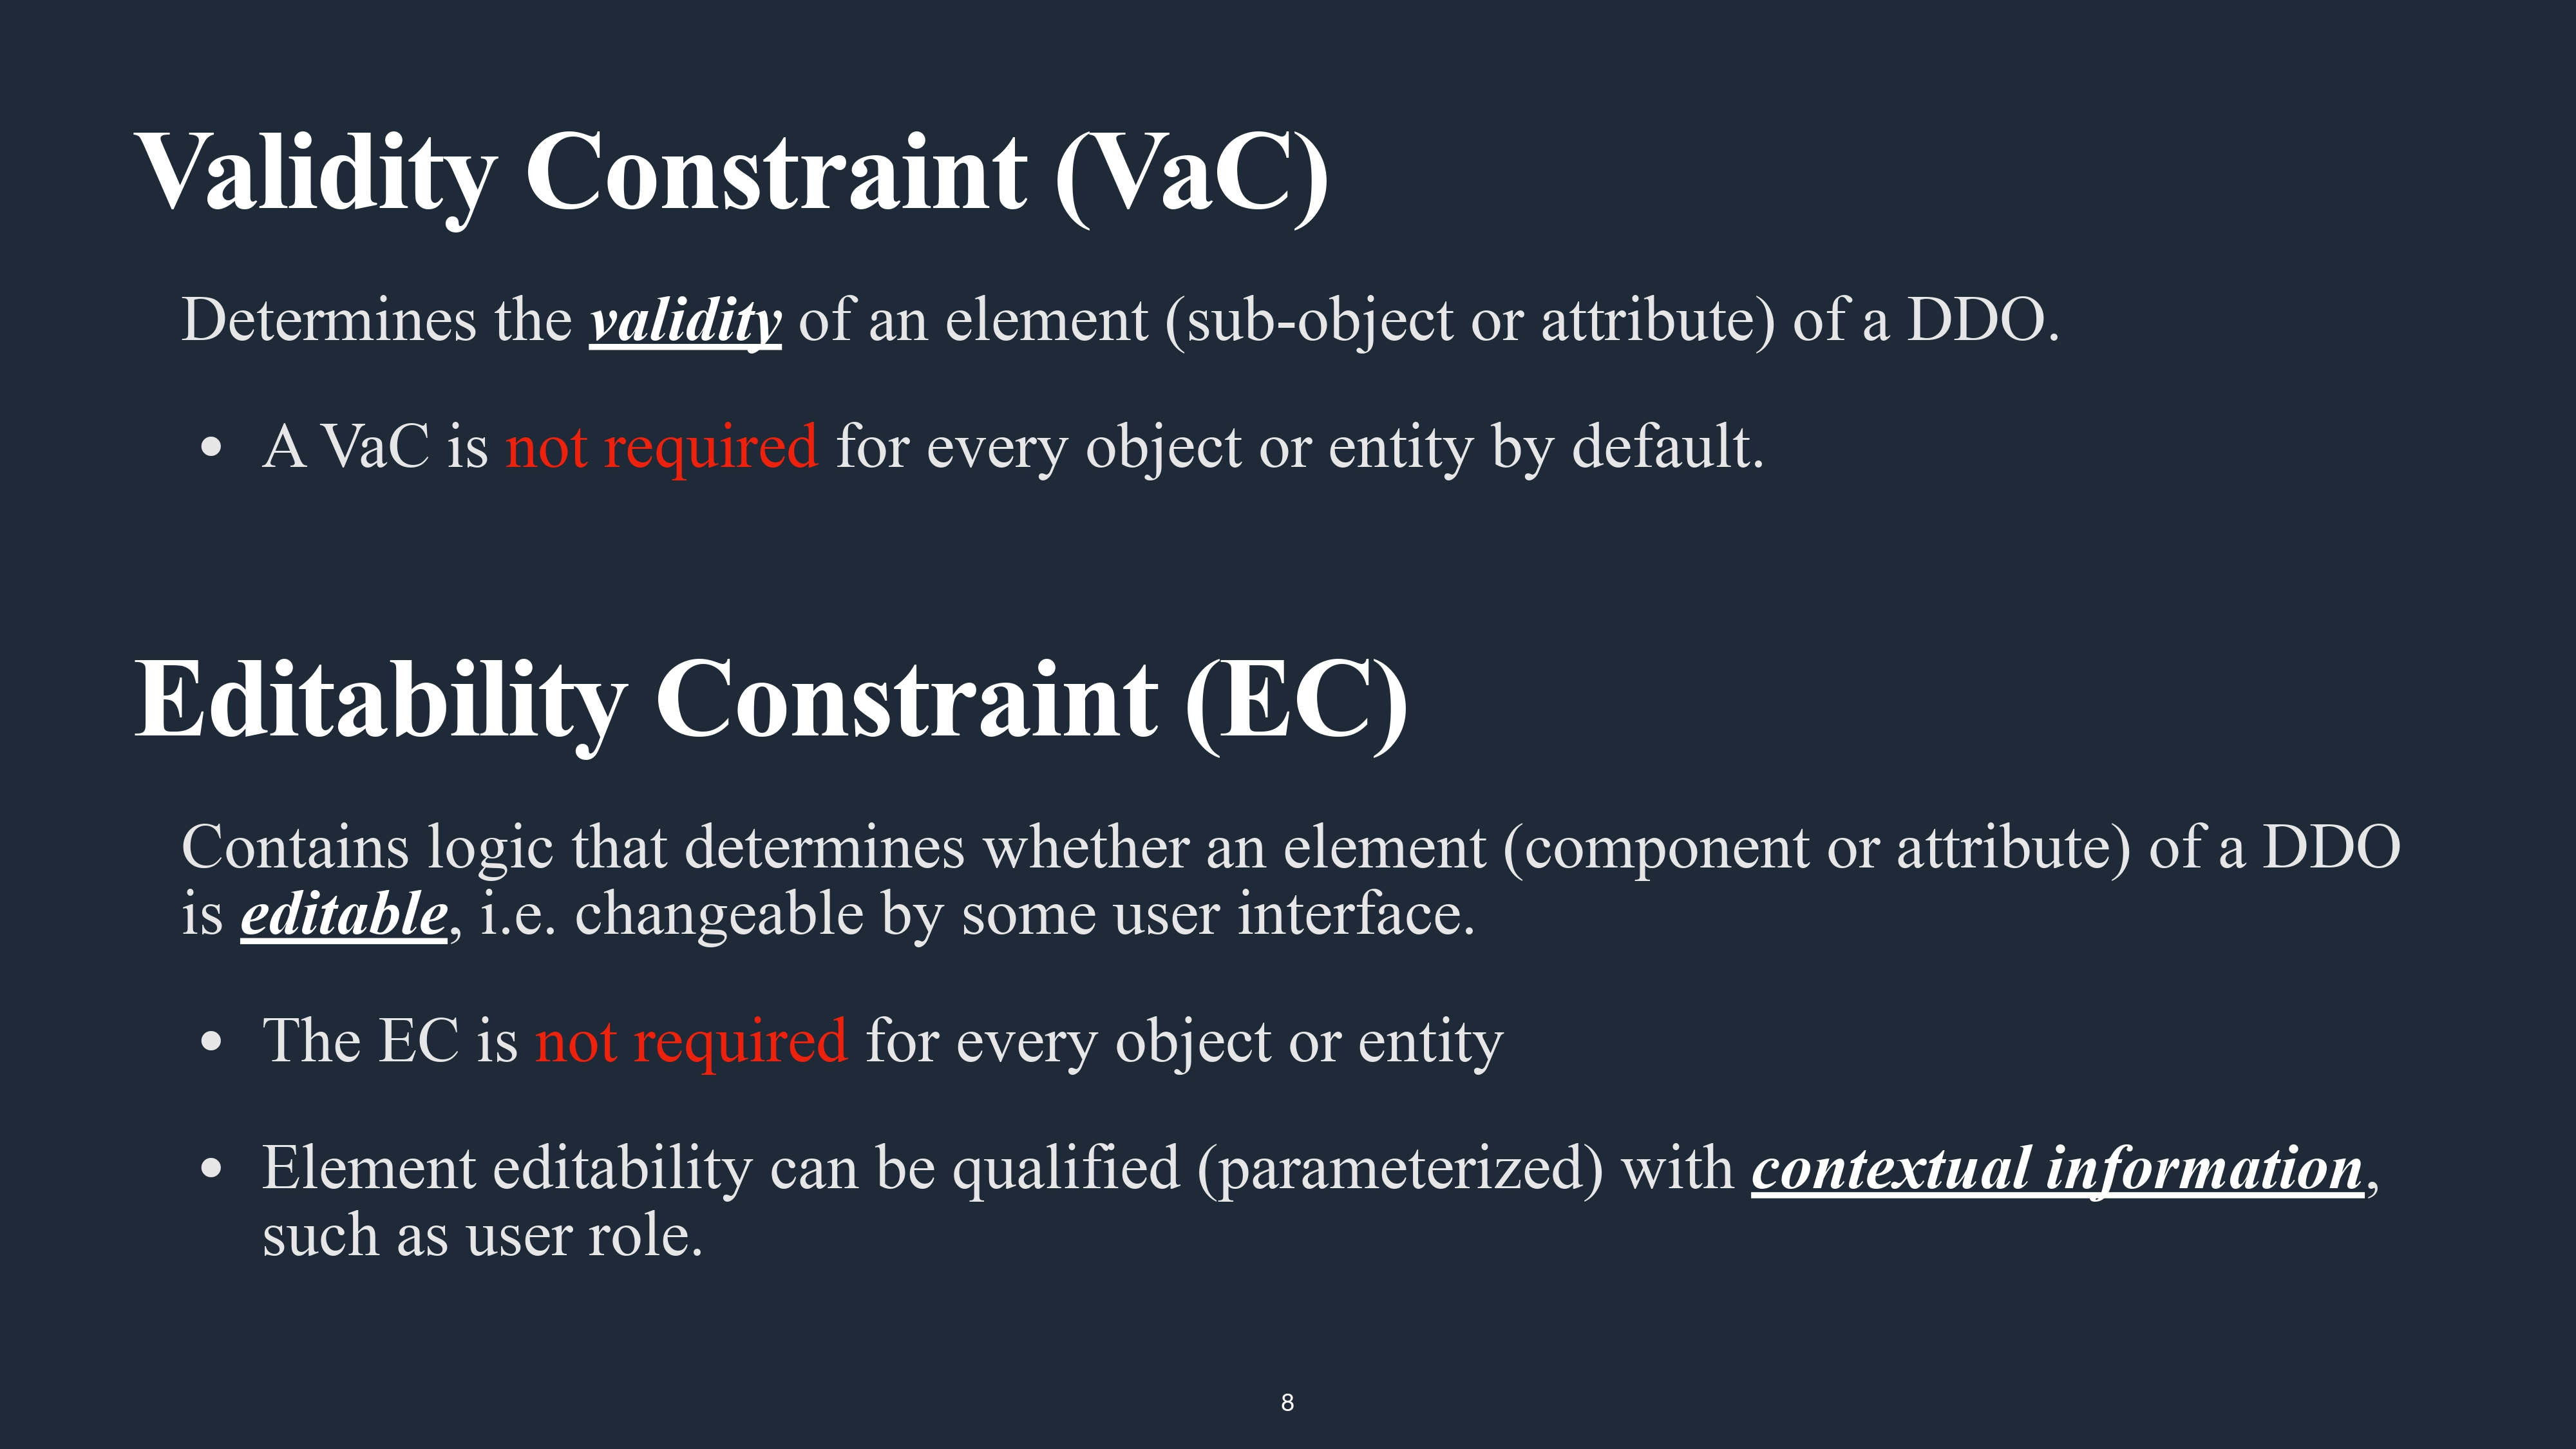 Validity Constraint (VaC)
Determines the validity of an element (sub-object or attribute) of a DDO.
• A VaC is not required for every object or entity by default.
Editability Constraint (EC)
Contains logic that determines whether an element (component or attribute) of a DDO
is editable, i.e. changeable by some user interface.
• The EC is not required for every object or entity
• Element editability can be qualified (parameterized) with contextual information,
such as user role.
8